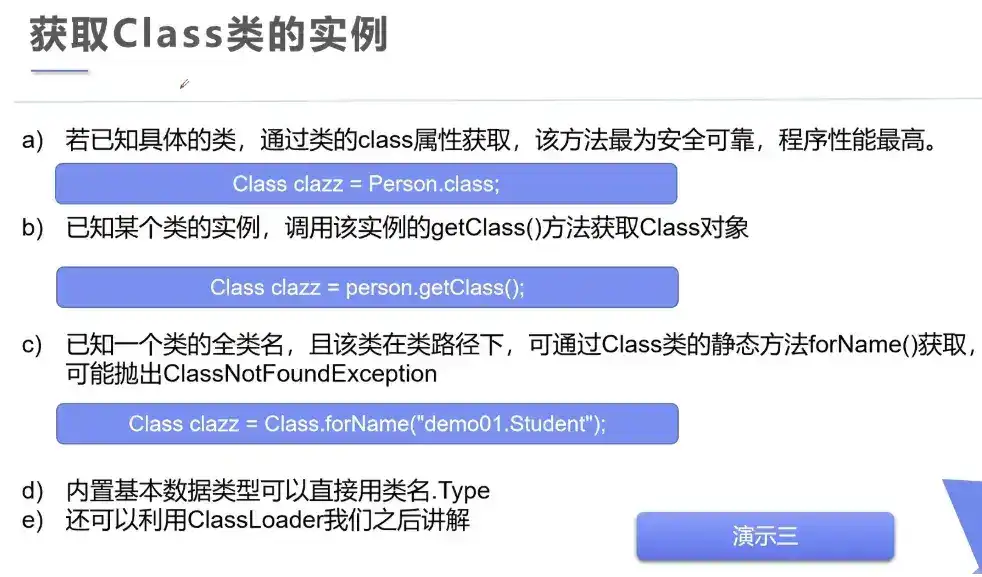 获取Class类的实例
a) 若已知具体的类，通过类的class属性获取，该方法最为安全可靠，程序性能最高。
Class clazz = Person.class;
b) 已知某个类的实例，调用该实例的getClass()方法获取Class对象
Class clazz = person.getClass();
c) 已知一个类的全类名，且该类在类路径下，可通过Class类的静态方法forName()获取，
可能抛出ClassNotFoundException
Class clazz = Class.forName("demo01.Student");
d) 内置基本数据类型可以直接用类名.Type
e) 还可以利用ClassLoader我们之后讲解
演示三